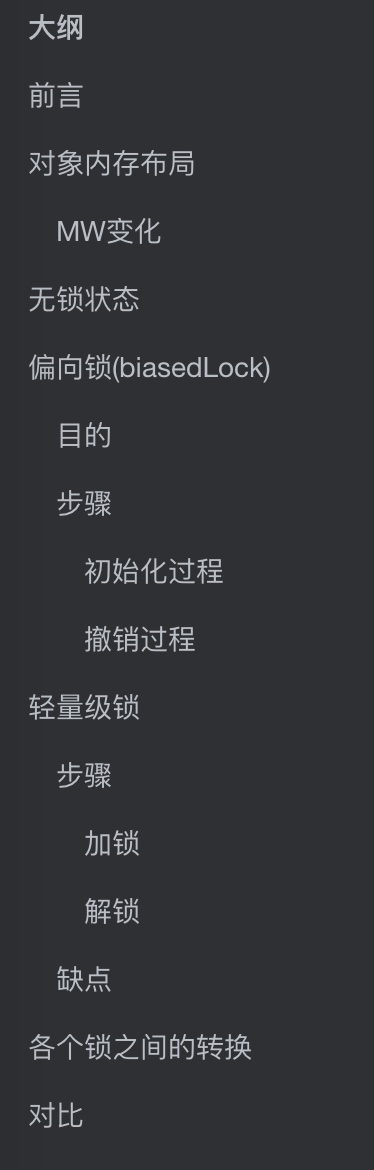 大纲
前言
对象内存布局
MW变化
无锁状态
偏向锁(biasedLock)
目的
步骤
初始化过程
撤销过程
轻量级锁
步骤
加锁
解锁
缺点
各个锁之间的转换
对比